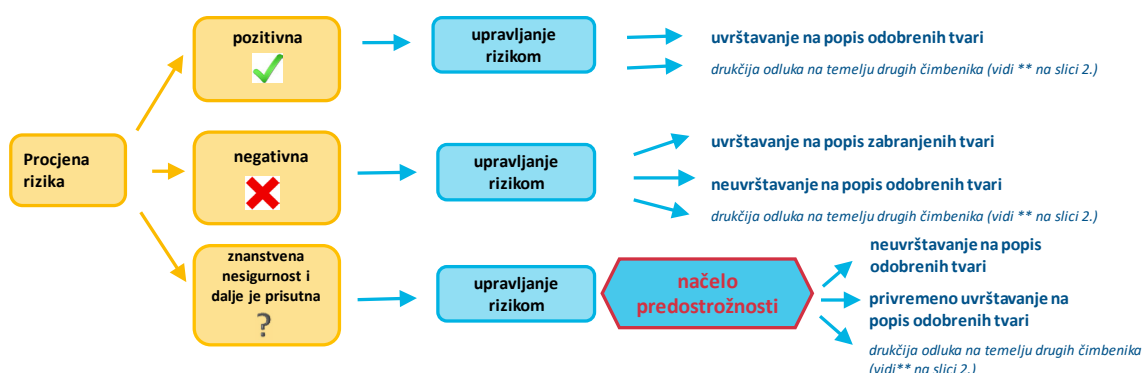 Procjena
rizika
pozitivna
upravljanje
rizikom
uvrštavanje na popis odobrenih tvari
drukčija odluka na temelju drugih čimbenika (vidi ** na slici 2.)
negativna
upravljanje
rizikom
uvrštavanje na popis zabranjenih tvari
neuvrštavanje na popis odobrenih tvari
drukčija odluka na temelju drugih čimbenika (vidi ** na slici 2.)
znanstvena
nesigurnost i
dalje je prisutna
?
upravljanje
rizikom
načelo
predostrožnosti
neuvrštavanje na popis
odobrenih tvari
privremeno uvrštavanje na
popis odobrenih tvari
drukčija odluka na temelju drugih čimbenika
(vidi** na slici 2.)